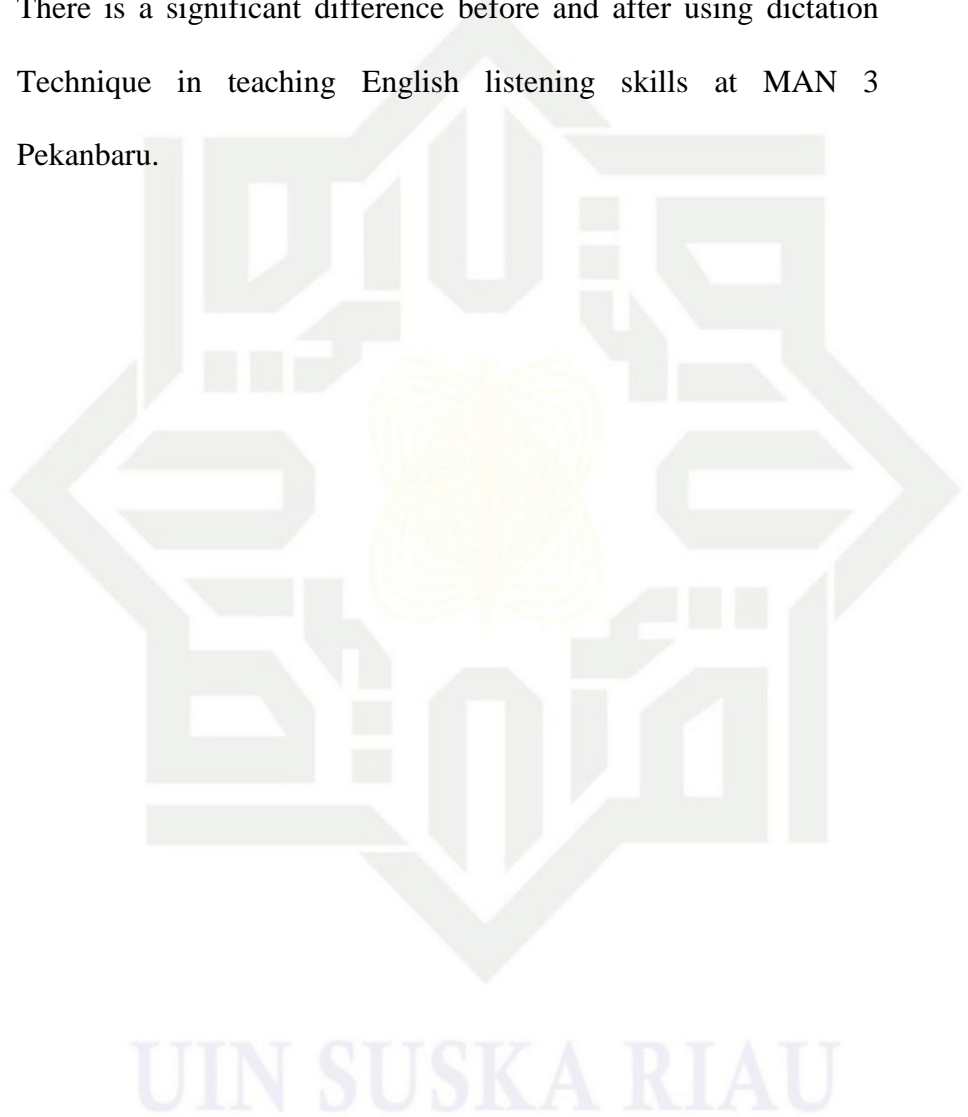 There is a significant difference before and after using dictation
Technique in teaching English listening skills at MAN 3
Pekanbaru.
UIN SUSKA RIAU